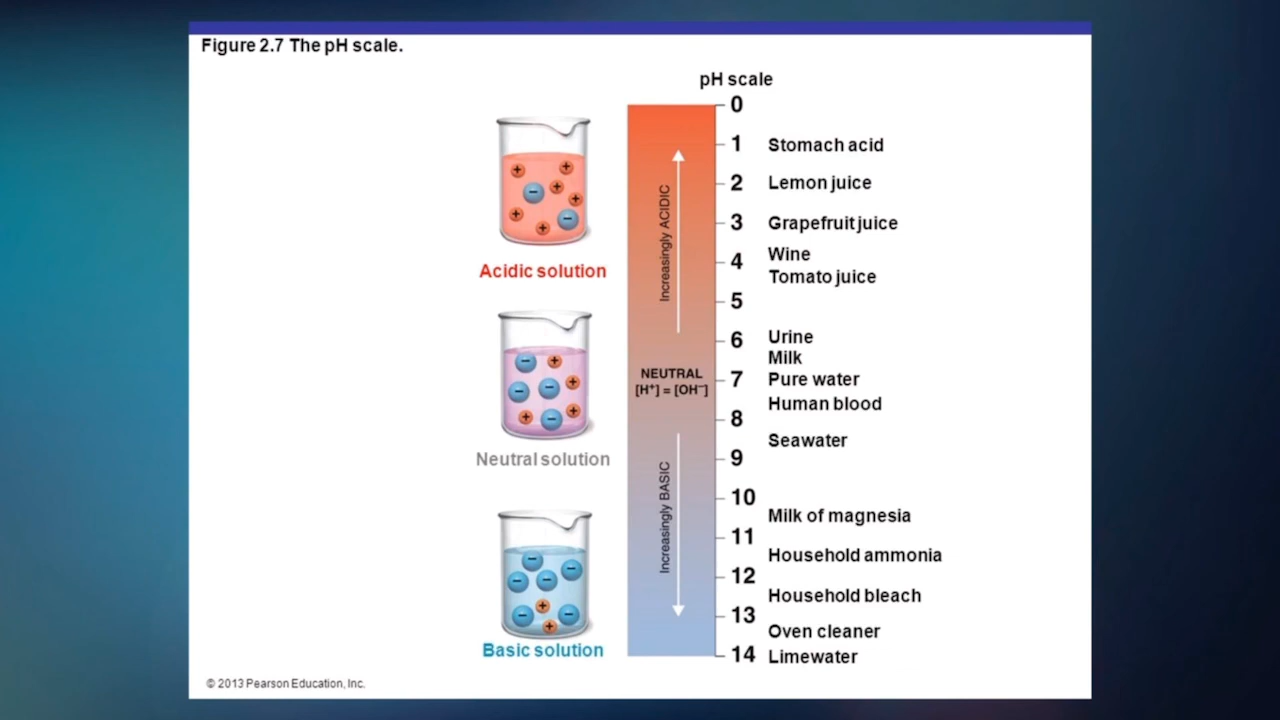 Figure 2.7 The pH scale.
pH scale
0
1 Stomach acid
2 Lemon juice
3 Grapefruit juice
Wine
4
Tomato juice
5
6 Urine
Milk
7 Pure water
Human blood
8
Seawater
9
10
Milk of magnesia
11
Household ammonia
12
Household bleach
13
Oven cleaner
14 Limewater
Increasingly ACIDIC
NEUTRAL
[H⁺] = [OH⁻]
Increasingly BASIC
+ + − + + + − +
Acidic solution
− + − − + + − +
Neutral solution
− − − − + − − +
Basic solution
© 2013 Pearson Education, Inc.